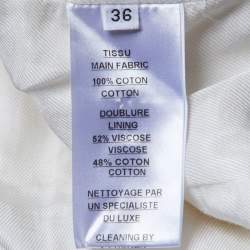 36
TISSU
MAIN FABRIC
100% COTON
COTTON
DOUBLURE
LINING
52% VISCOSE
VISCOSE
48% COTON
COTTON
NETTOYAGE PAR
UN SPECIALISTE
DU LUXE
CLEANING BY